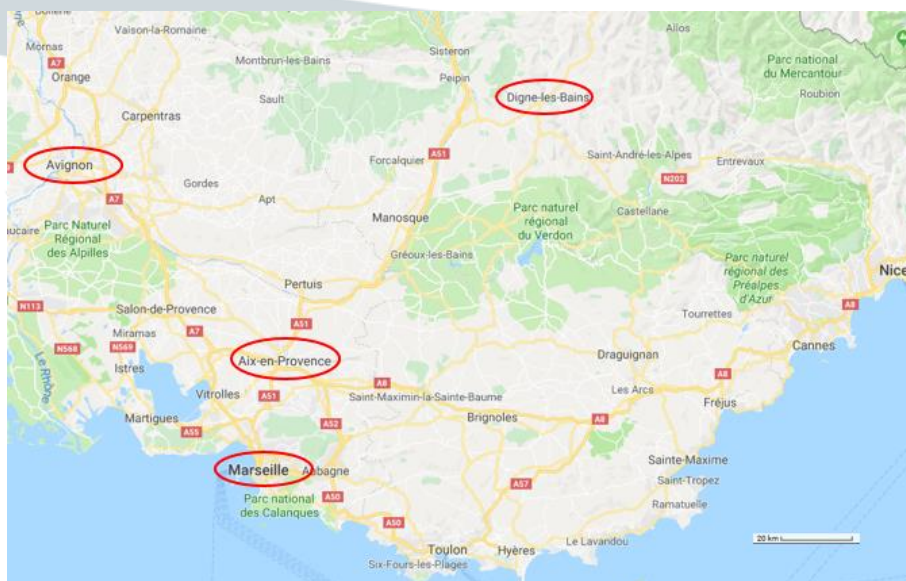 Vaison-la-Romaine
Allos
Mornas
A7
Orange
Montbrun-les-Bains
Sisteron
Peipin
Parc national
du Mercantour
Roubion
Sault
Digne-les-Bains
Carpentras
Avignon
Forcalquier
A51
Saint-André-les-Alpes
Entrevaux
N202
Gordes
Apt
A7
Castellane
Manosque
Parc naturel
régional
du Verdon
Parc Naturel
Régional
des Alpilles
Gréoux-les-Bains
Parc naturel
régional des
Préalpes
d'Azur
Nice
Pertuis
N113
Salon-de-Provence
A51
A7
A8
Tourrettes
Miramas
N568
N569
Istres
Aix-en-Provence
Draguignan
Cannes
Le Rhône
Vitrolles
A51
A8
Saint-Maximin-la-Sainte-Baume
Les Arcs
A8
Fréjus
Martigues
A55
A52
Brignoles
A8
Marseille
Aubagne
Sainte-Maxime
Saint-Tropez
Parc national
des Calanques
A50
A57
Ramatuelle
A50
Toulon
Hyères
Le Lavandou
Six-Fours-les-Plages
20 km